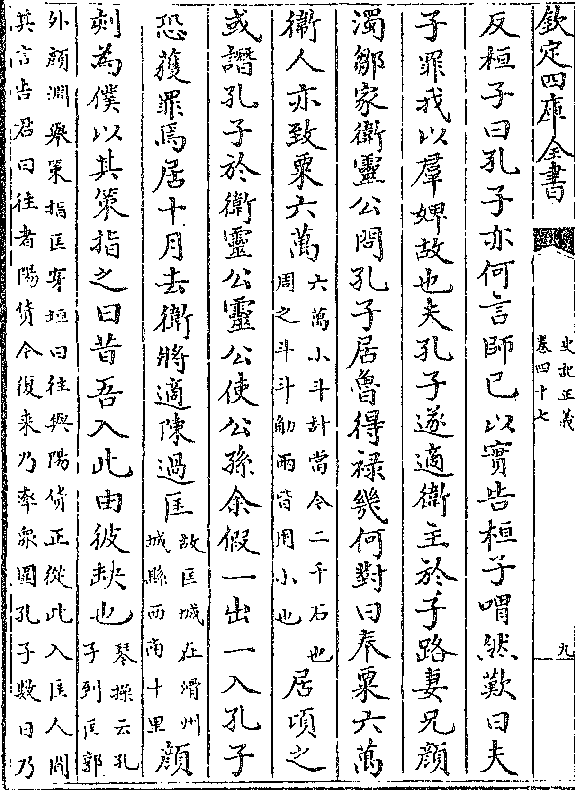 欽定四庫全書
史記正義
卷四十七
九
反桓子曰孔子亦何言師已以實告桓子喟然歎曰夫
子罪我以羣婢故也夫孔子遂適衞主於子路妻兄顔
濁鄒家衞靈公問孔子居魯得祿幾何對曰奉粟六萬
衞人亦致粟六萬
六萬小斗計當今二千石也
周之斗斗觔兩皆用小也
居頃之
或譖孔子於衞靈公靈公使公孫余假一出一入孔子
恐獲罪焉居十月去衞將適陳過匡
故匡城在滑州
城縣西南十里
顔
刻為僕以其策指之曰昔吾入此由彼缺也
琴操云孔
子到匡郭
外顔淵舉策指匡穿垣曰往與陽貨正從此入匡人聞
其言告君曰往者陽貨今復來乃率衆圍孔子數日乃